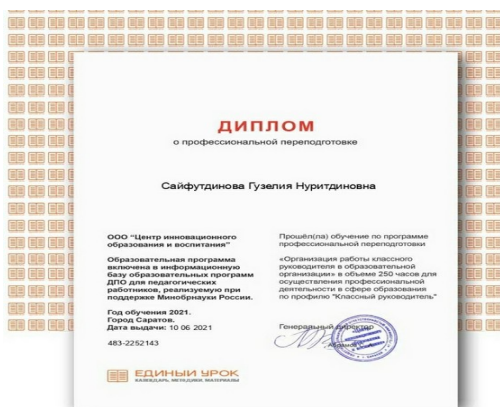 ДИПЛОМ
о профессиональной переподготовке
Сайфутдинова Гузелия Нуритдиновна
ООО "Центр инновационного
образования и воспитания"
Образовательная программа
включена в информационную
базу образовательных программ
ДПО для педагогических
работников, реализуемую при
поддержке Минобрнауки России.
Год обучения 2021.
Город Саратов.
Дата выдачи: 10 06 2021
483-2252143
Прошёл(ла) обучение по программе
профессиональной переподготовки
«Организация работы классного
руководителя в образовательной
организации» в объеме 250 часов для
осуществления профессиональной
деятельности в сфере образования
по профилю "Классный руководитель"
Генеральный директор
ЕДИНЫЙ УРОК
КАЛЕНДАРЬ, МЕТОДИКИ, МАТЕРИАЛЫ